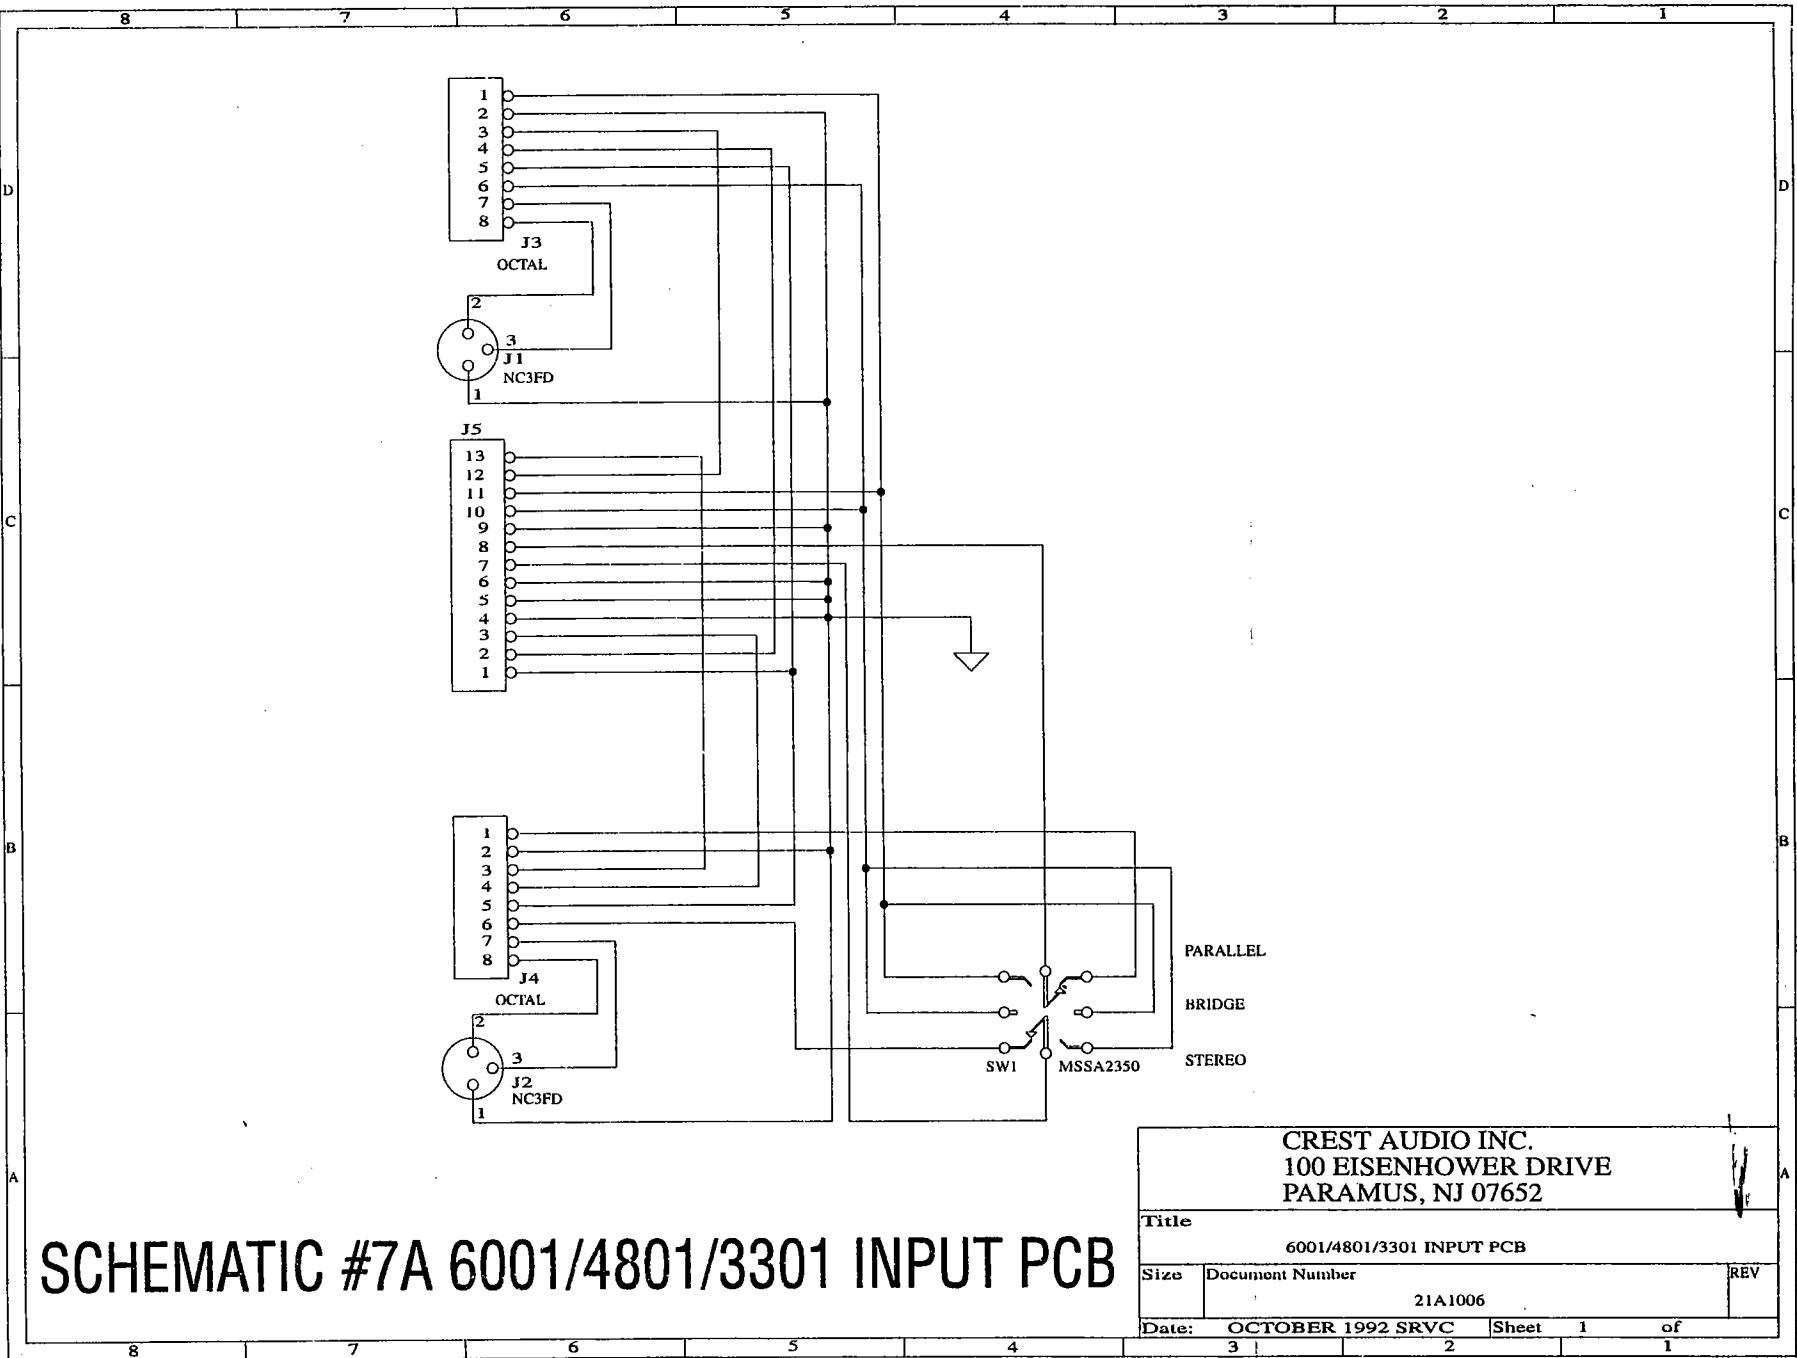 8 7 6 5 4 3 2 1
D D
C C
B B
A A
1
2
3
4
5
6
7
8
J3
OCTAL
2
3
J1
NC3FD
1
J5
13
12
11
10
9
8
7
6
5
4
3
2
1
1
2
3
4
5
6
7
8
J4
OCTAL
2
3
J2
NC3FD
1
PARALLEL
BRIDGE
STEREO
SW1 MSSA2350
CREST AUDIO INC.
100 EISENHOWER DRIVE
PARAMUS, NJ 07652
Title
6001/4801/3301 INPUT PCB
Size Document Number REV
21A1006
Date: OCTOBER 1992 SRVC Sheet 1 of
SCHEMATIC #7A 6001/4801/3301 INPUT PCB
8 7 6 5 4 3 2 1